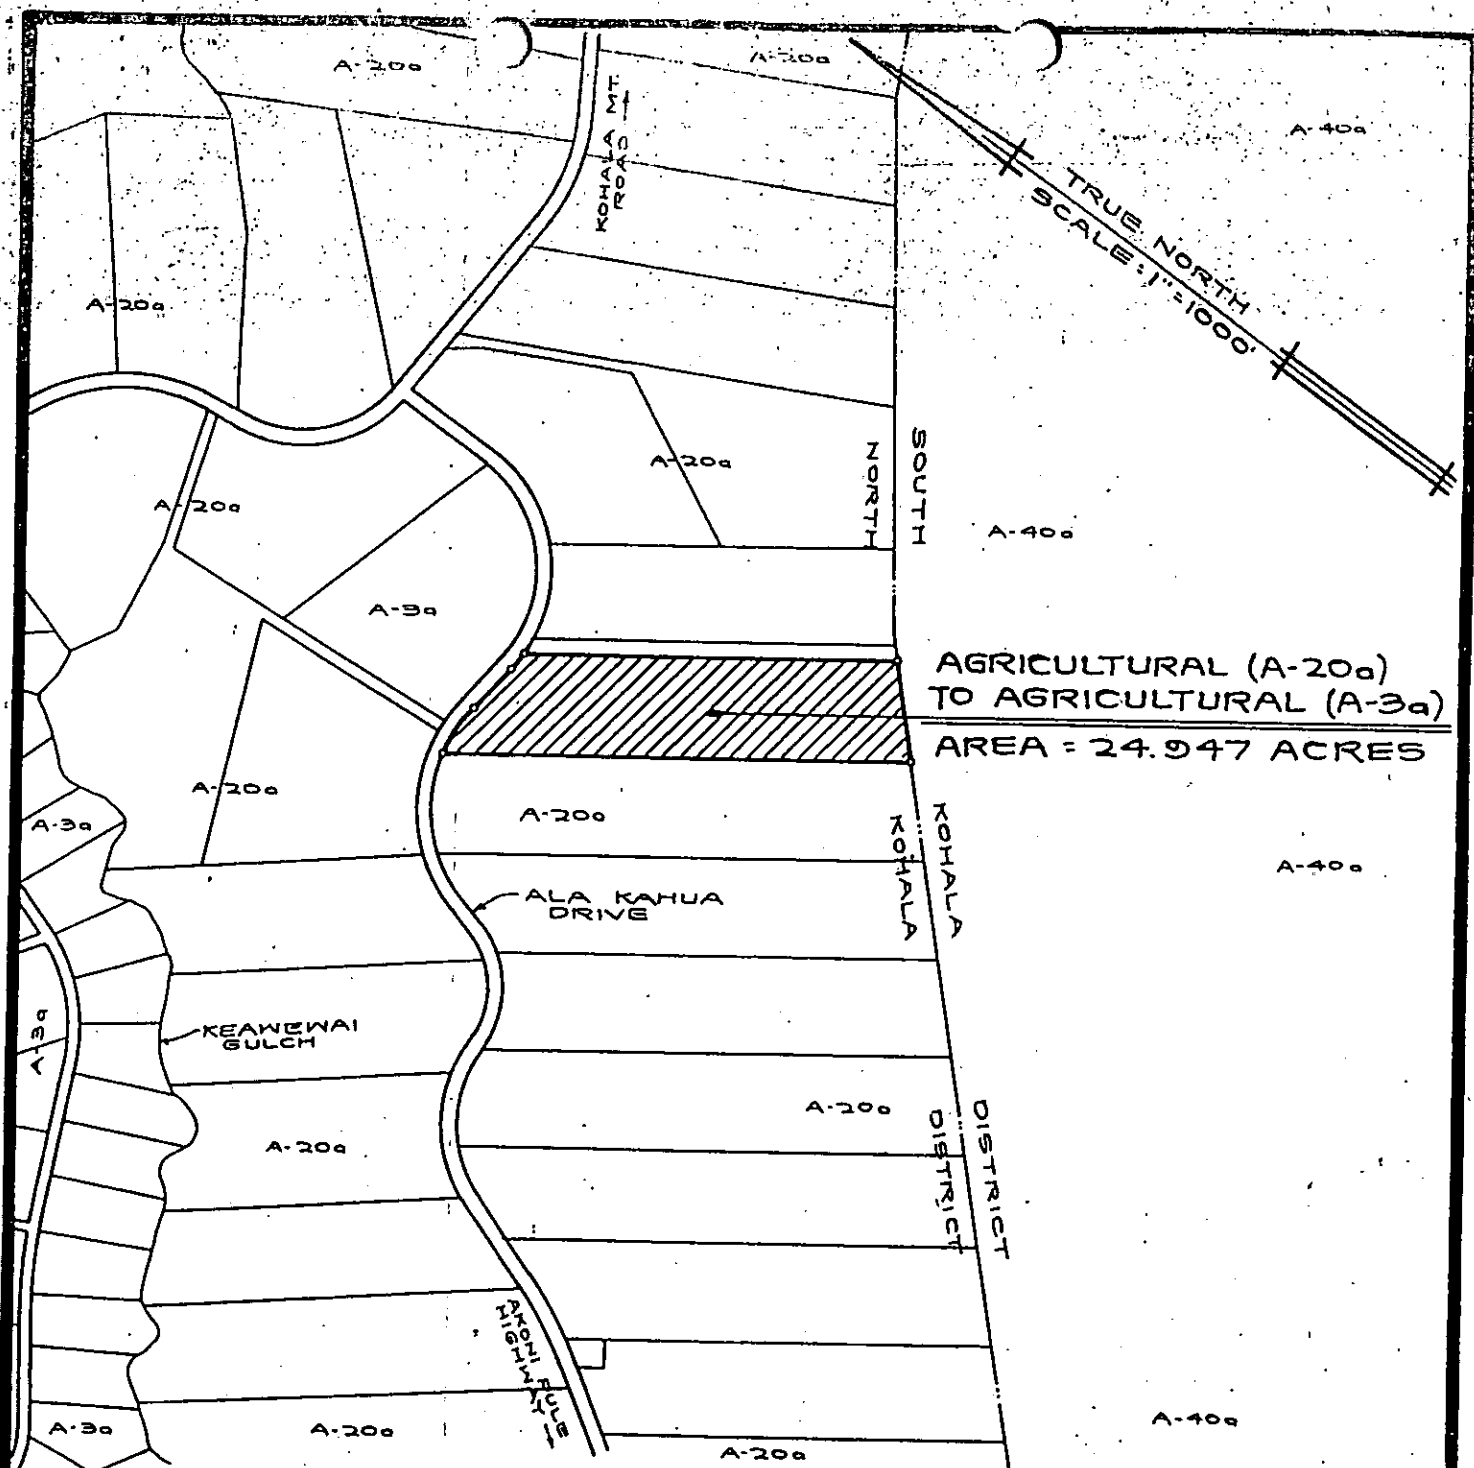 A-20a
A-20a
A-40a
KOHALA MT.
ROAD
TRUE NORTH
SCALE: 1"=1000'
A-20a
A-20a
A-20a
NORTH
SOUTH
A-40a
A-3a
AGRICULTURAL (A-20a)
TO AGRICULTURAL (A-3a)
AREA = 24.947 ACRES
A-20a
A-20a
A-3a
KOHALA
KOHALA
A-40a
ALA KAHUA
DRIVE
A-3a
KEAWEWAI
GULCH
A-20a
A-20a
DISTRICT
DISTRICT
AKONI PULE
HIGHWAY
A-3a
A-20a
A-20a
A-40a